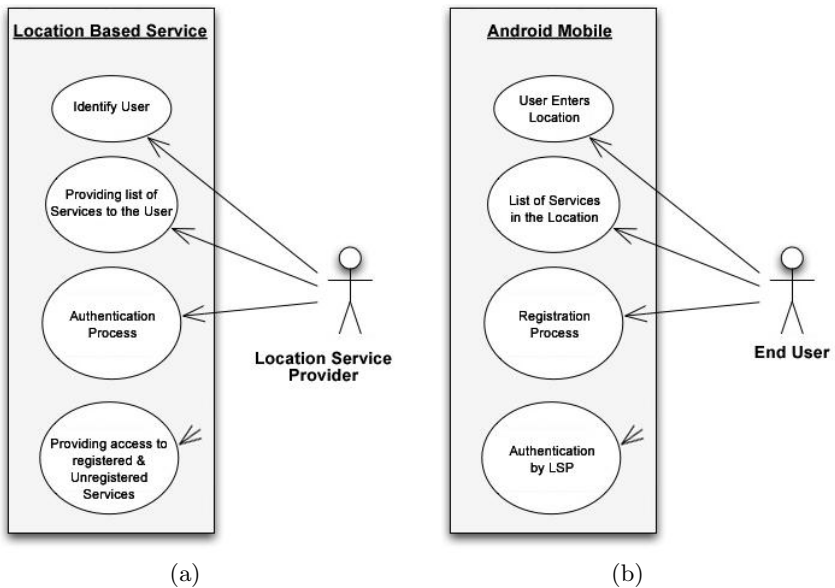 Location Based Service
Identify User
Providing list of
Services to the User
Authentication
Process
Providing access to
registered &
Unregistered
Services
Location Service
Provider
(a)
Android Mobile
User Enters
Location
List of Services
in the Location
Registration
Process
Authentication
by LSP
End User
(b)